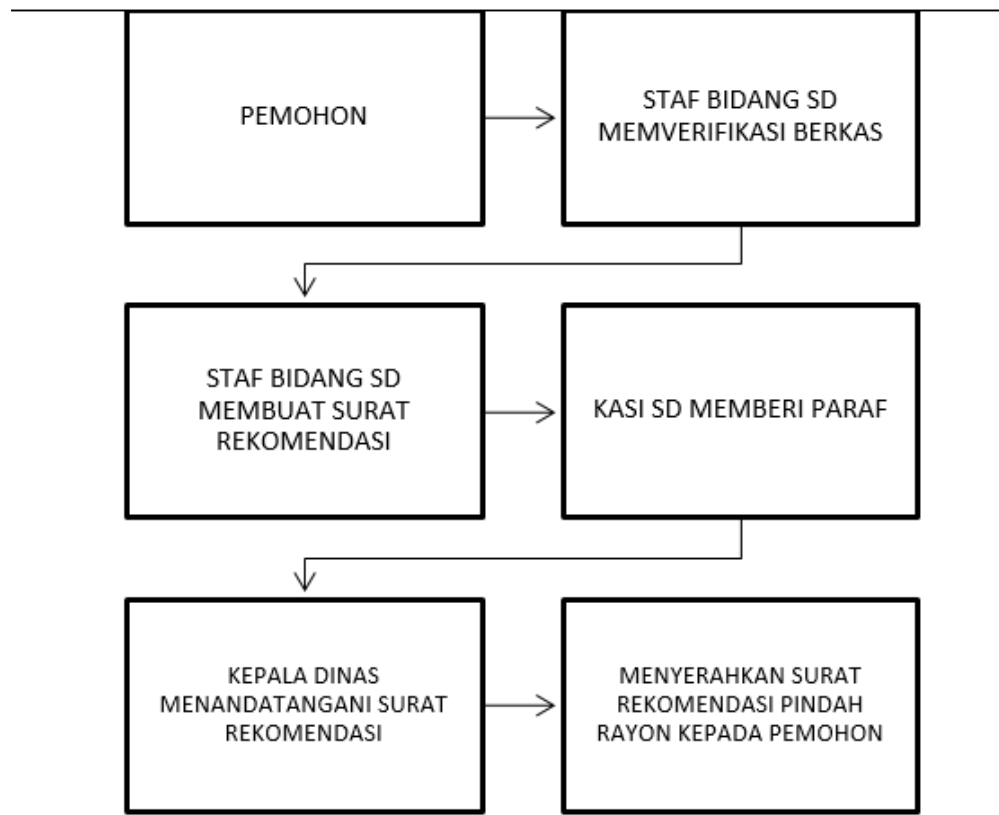 PEMOHON
STAF BIDANG SD
MEMVERIFIKASI BERKAS
STAF BIDANG SD
MEMBUAT SURAT
REKOMENDASI
KASI SD MEMBERI PARAF
KEPALA DINAS
MENANDATANGANI SURAT
REKOMENDASI
MENYERAHKAN SURAT
REKOMENDASI PINDAH
RAYON KEPADA PEMOHON